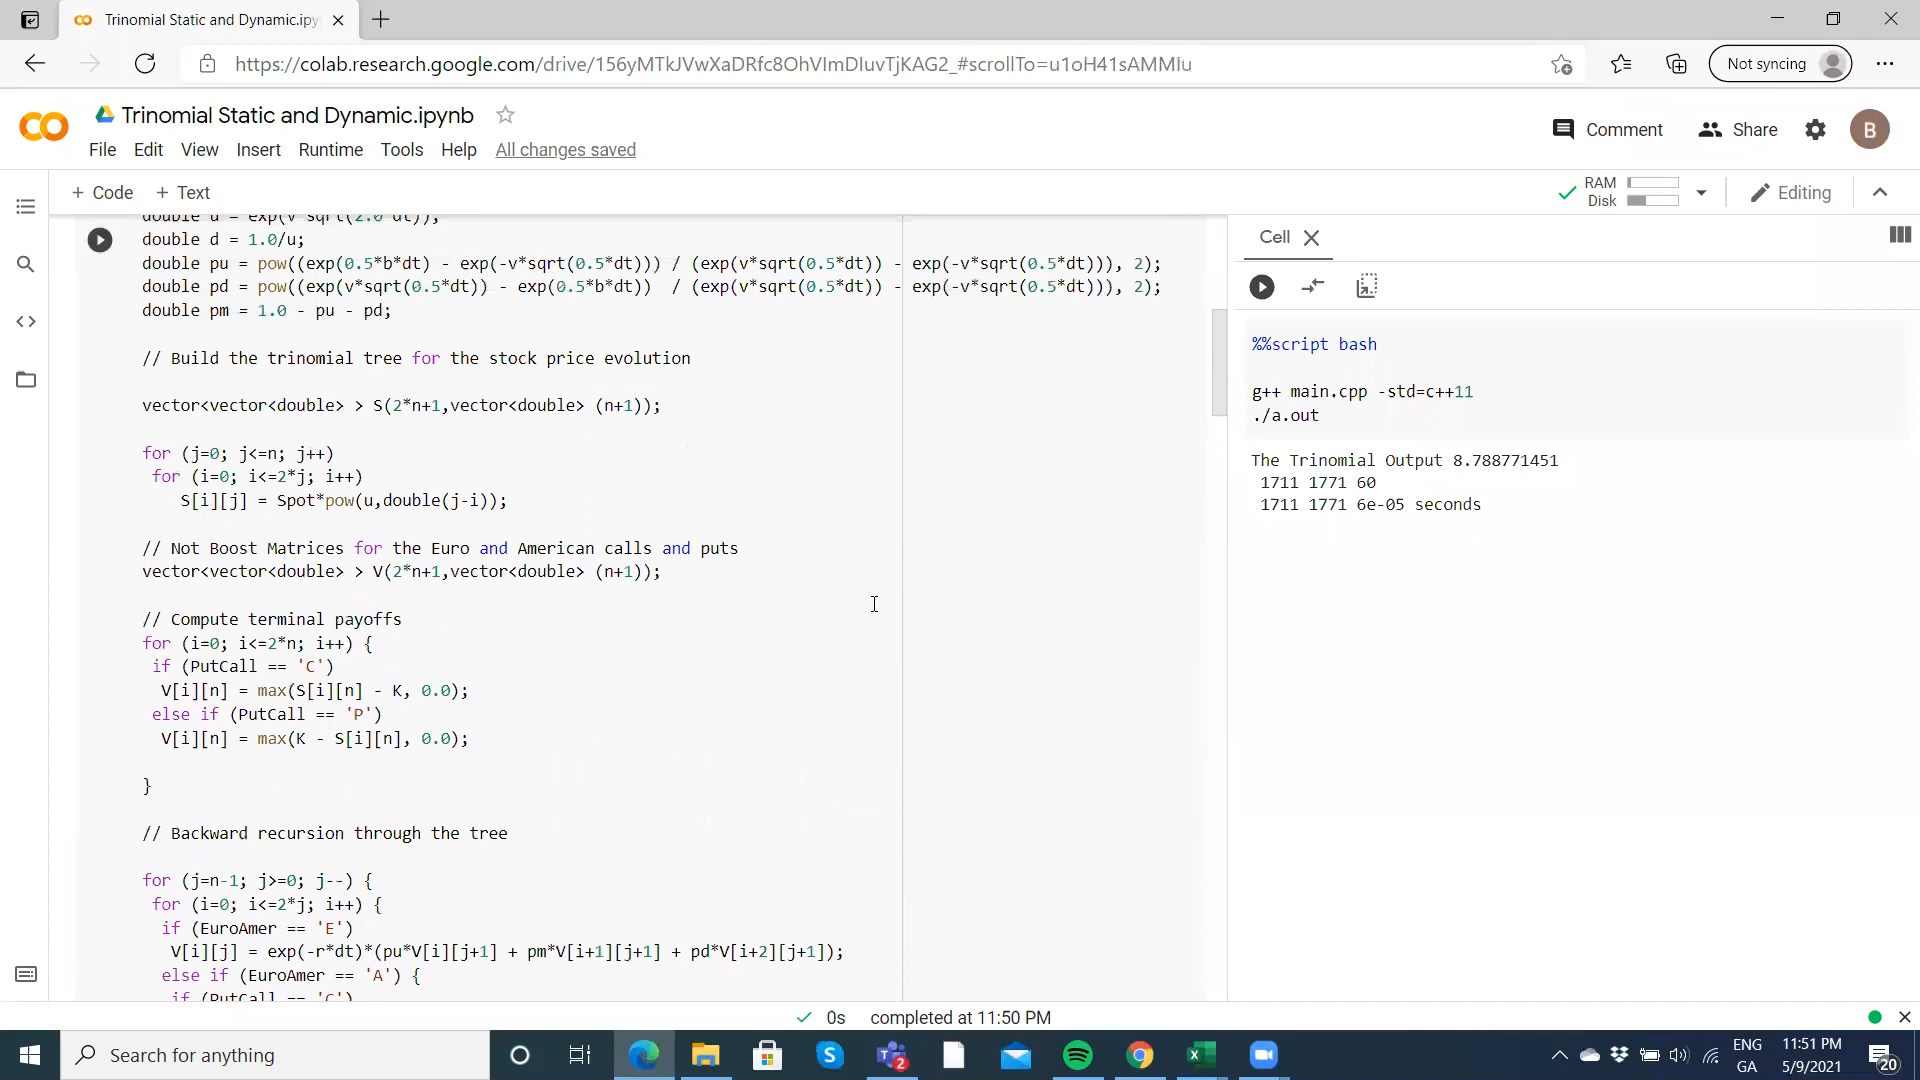 Trinomial Static and Dynamic.ipy
https://colab.research.google.com/drive/156yMTkJVwXaDRfc8OhVImDIuvTjKAG2_#scrollTo=u1oH41sAMMIu
Not syncing
Trinomial Static and Dynamic.ipynb
File Edit View Insert Runtime Tools Help All changes saved
Comment Share B
+ Code + Text
RAM
Disk
Editing
double u = exp(v*sqrt(2.0*dt));
double d = 1.0/u;
double pu = pow((exp(0.5*b*dt) - exp(-v*sqrt(0.5*dt))) / (exp(v*sqrt(0.5*dt)) - exp(-v*sqrt(0.5*dt))), 2);
double pd = pow((exp(v*sqrt(0.5*dt)) - exp(0.5*b*dt)) / (exp(v*sqrt(0.5*dt)) - exp(-v*sqrt(0.5*dt))), 2);
double pm = 1.0 - pu - pd;
// Build the trinomial tree for the stock price evolution
vector<vector<double> > S(2*n+1,vector<double> (n+1));
for (j=0; j<=n; j++)
for (i=0; i<=2*j; i++)
S[i][j] = Spot*pow(u,double(j-i));
// Not Boost Matrices for the Euro and American calls and puts
vector<vector<double> > V(2*n+1,vector<double> (n+1));
// Compute terminal payoffs
for (i=0; i<=2*n; i++) {
if (PutCall == 'C')
V[i][n] = max(S[i][n] - K, 0.0);
else if (PutCall == 'P')
V[i][n] = max(K - S[i][n], 0.0);
}
// Backward recursion through the tree
for (j=n-1; j>=0; j--) {
for (i=0; i<=2*j; i++) {
if (EuroAmer == 'E')
V[i][j] = exp(-r*dt)*(pu*V[i][j+1] + pm*V[i+1][j+1] + pd*V[i+2][j+1]);
else if (EuroAmer == 'A') {
if (PutCall == 'C')
Cell
%%script bash
g++ main.cpp -std=c++11
./a.out
The Trinomial Output 8.788771451
1711 1771 60
1711 1771 6e-05 seconds
0s completed at 11:50 PM
Search for anything
2
ENG
GA
11:51 PM
5/9/2021
20